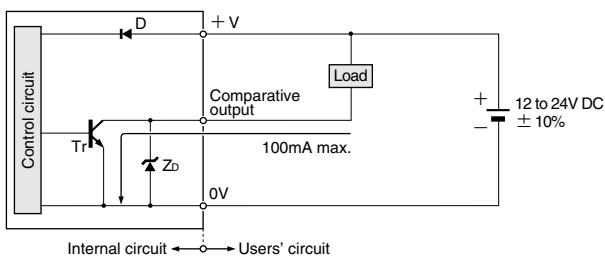 D
+ V
Load
Control circuit
Comparative
output
+
−
12 to 24V DC
± 10%
Tr
100mA max.
ZD
0V
Internal circuit
Users' circuit